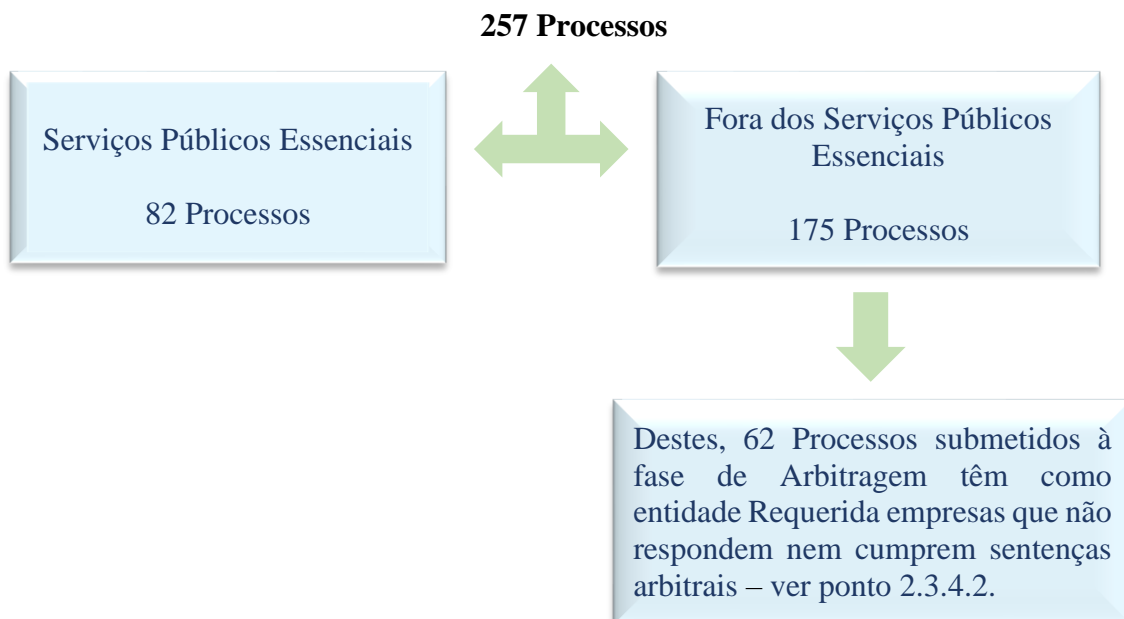 257 Processos
Serviços Públicos Essenciais
82 Processos
Fora dos Serviços Públicos
Essenciais
175 Processos
Destes, 62 Processos submetidos à
fase de Arbitragem têm como
entidade Requerida empresas que não
respondem nem cumprem sentenças
arbitrais – ver ponto 2.3.4.2.